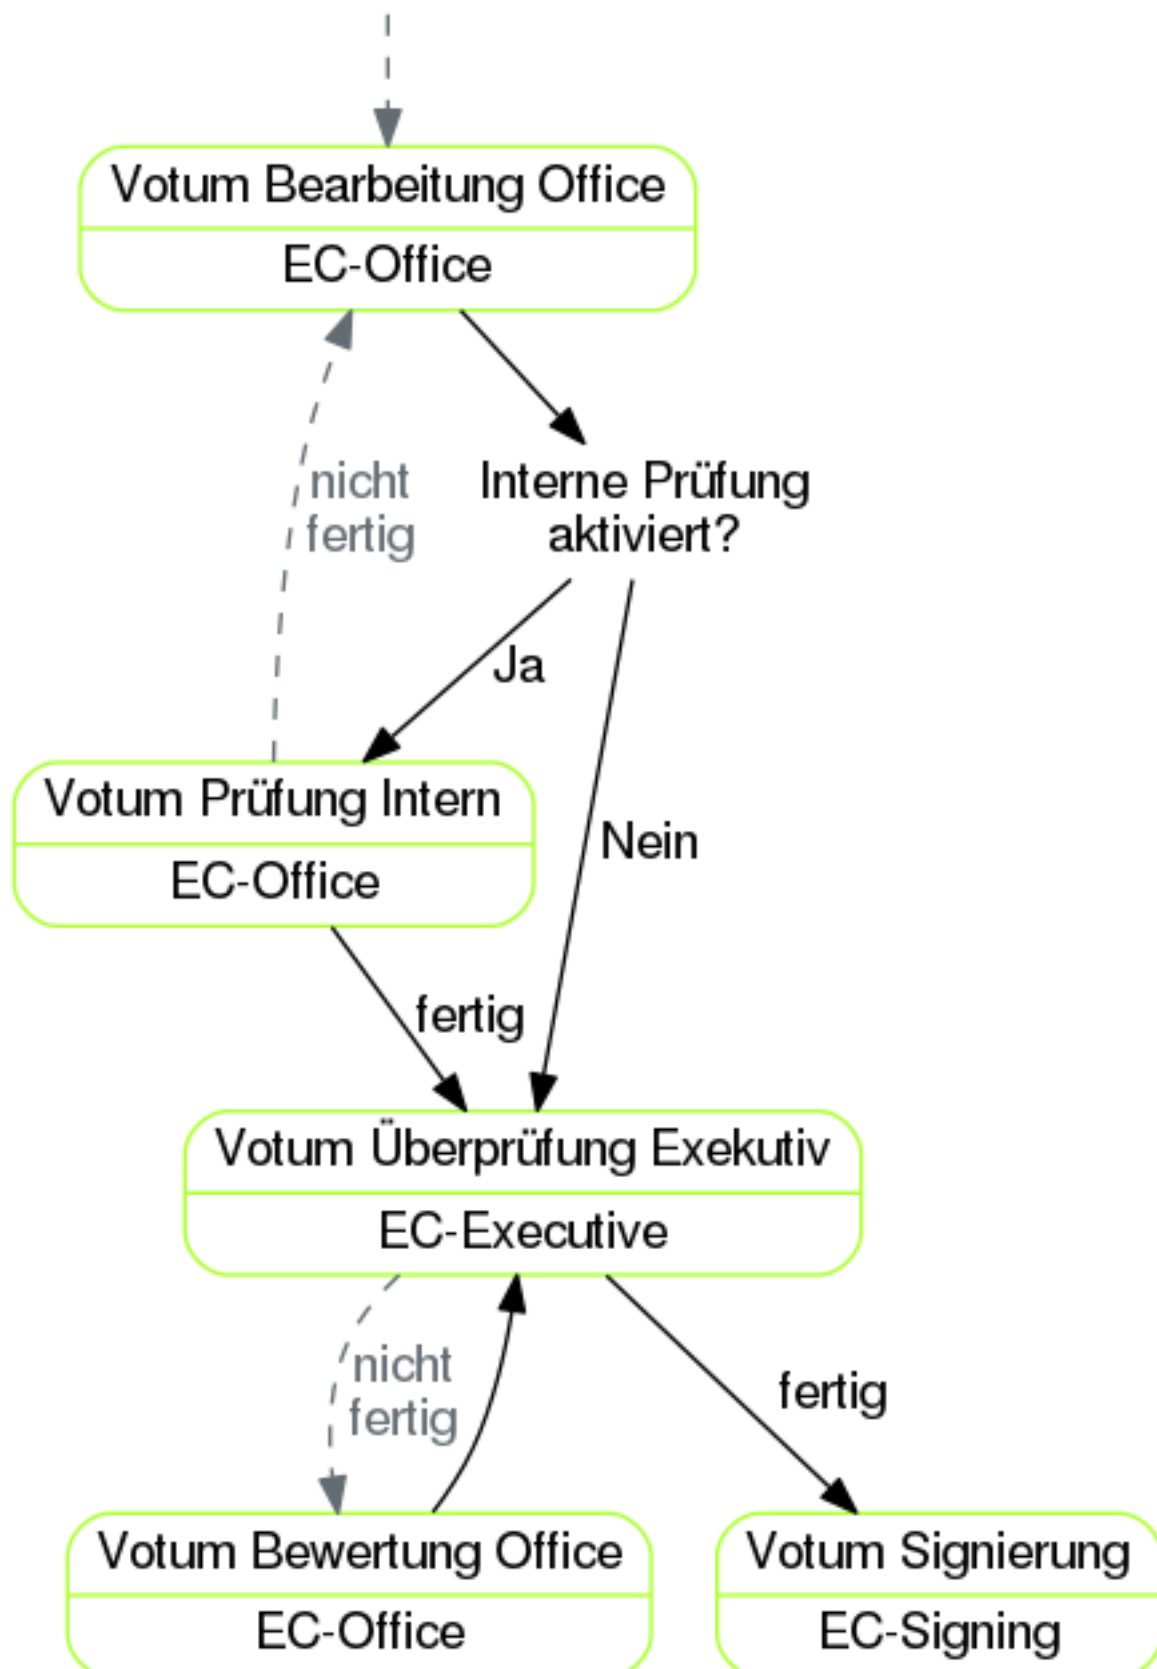 Votum Bearbeitung Office
EC-Office
nicht
fertig
Interne Prüfung
aktiviert?
Ja
Votum Prüfung Intern
EC-Office
Nein
fertig
Votum Überprüfung Exekutiv
EC-Executive
nicht
fertig
fertig
Votum Bewertung Office
EC-Office
Votum Signierung
EC-Signing